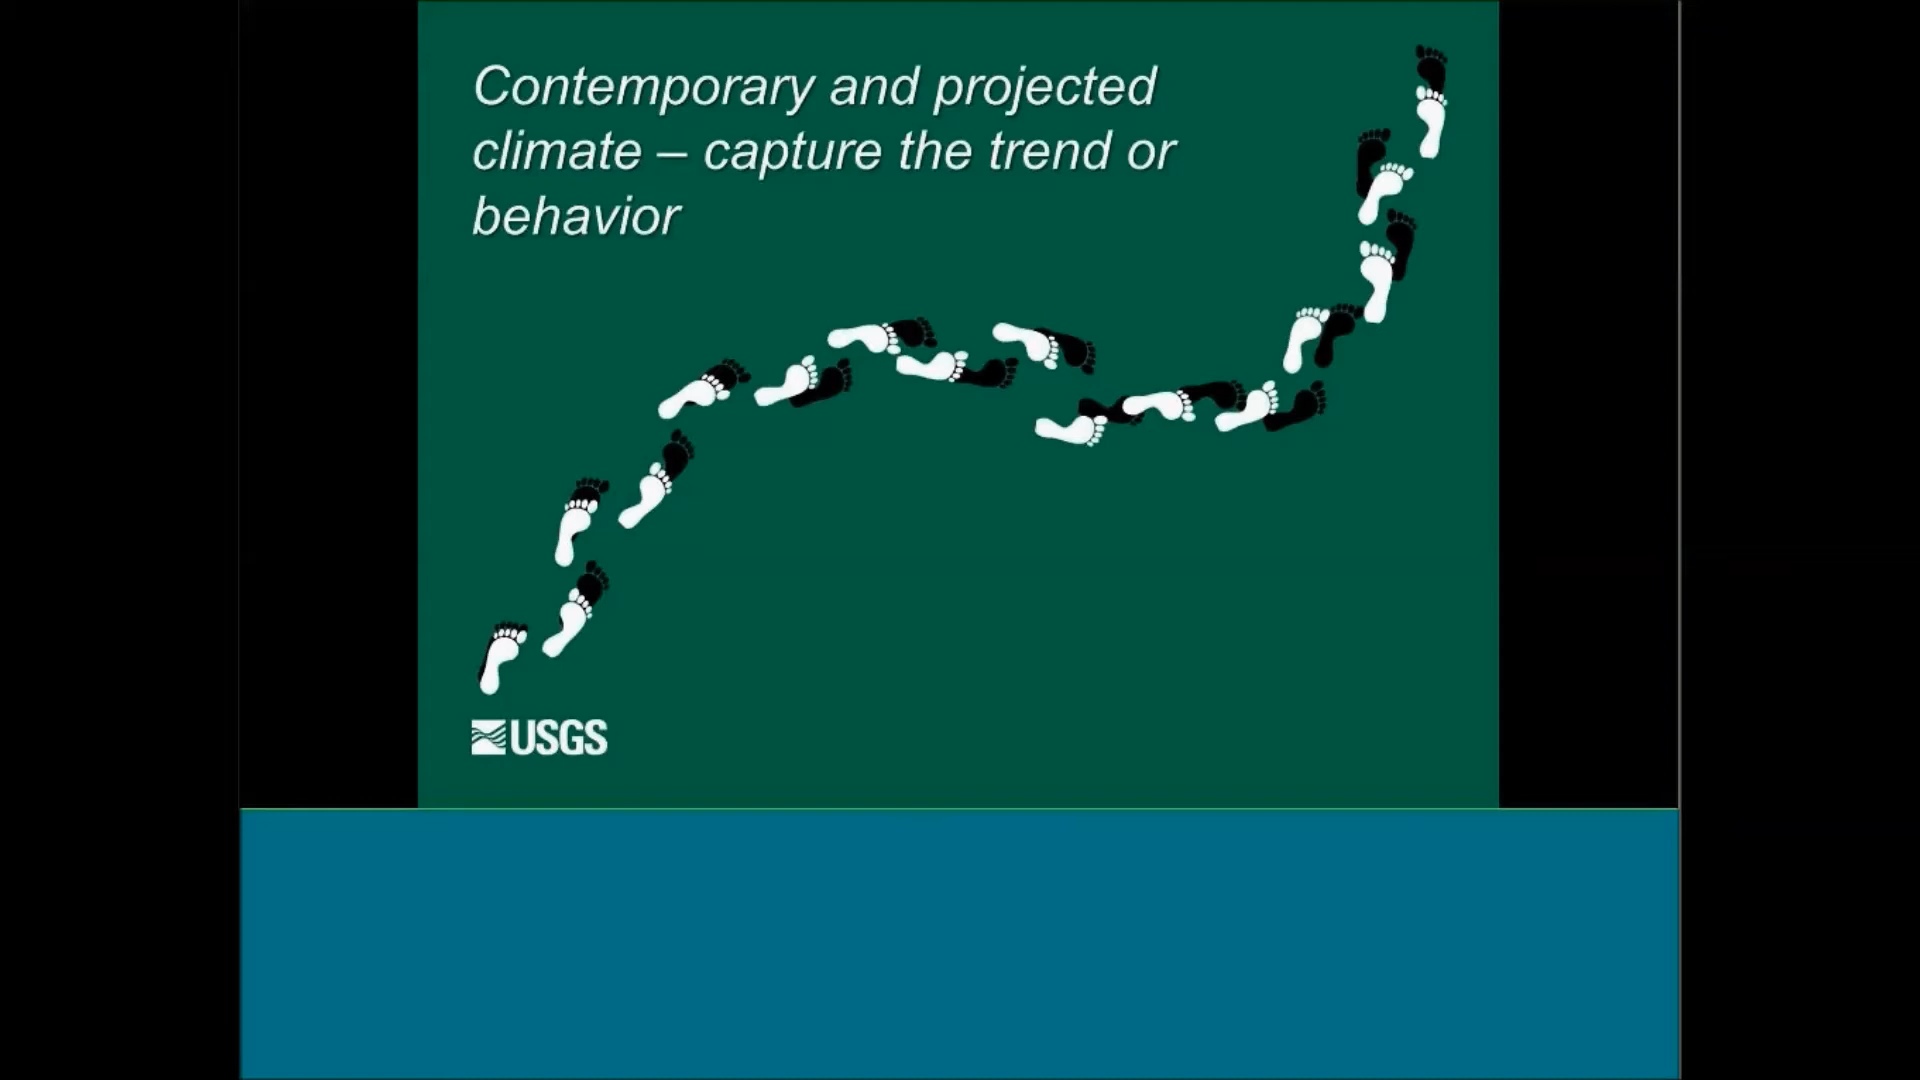 Contemporary and projected
climate – capture the trend or
behavior
USGS